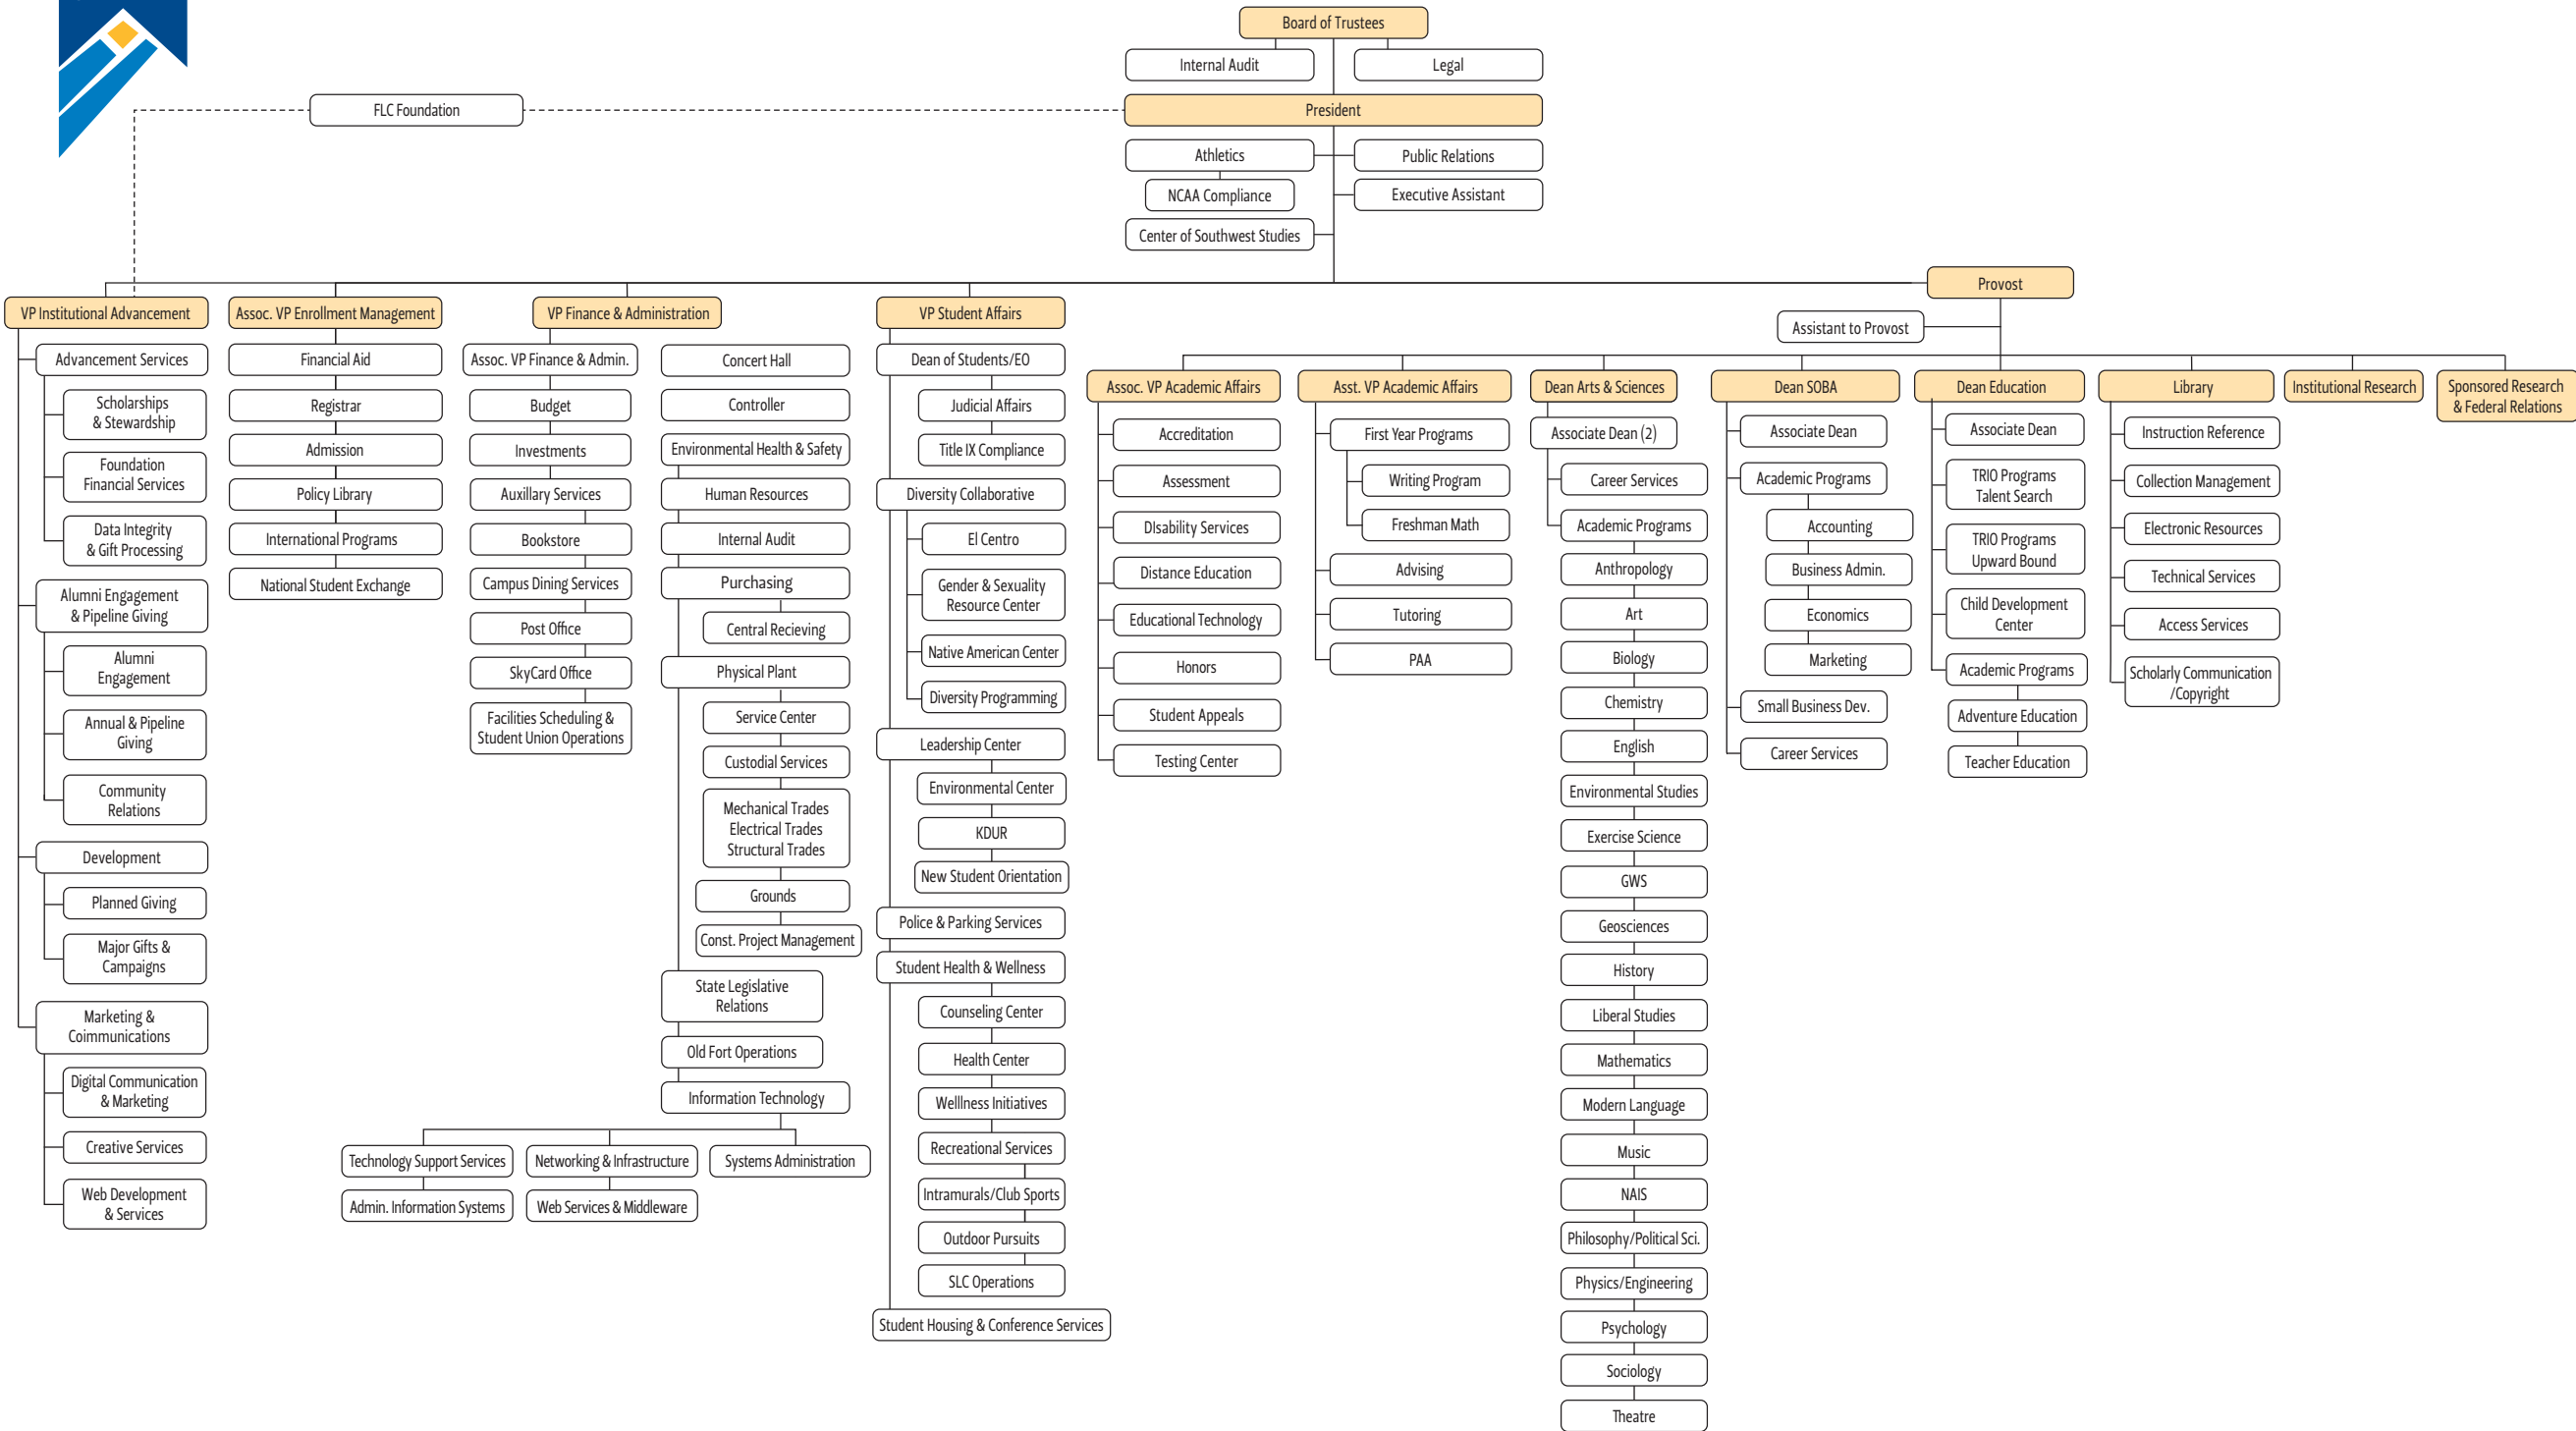 Board of Trustees
Internal Audit
Legal
FLC Foundation
President
Athletics
Public Relations
NCAA Compliance
Executive Assistant
Center of Southwest Studies
Provost
Assistant to Provost
VP Institutional Advancement
Advancement Services
Scholarships
& Stewardship
Foundation
Financial Services
Data Integrity
& Gift Processing
Alumni Engagement
& Pipeline Giving
Alumni
Engagement
Annual & Pipeline
Giving
Community
Relations
Development
Planned Giving
Major Gifts &
Campaigns
Marketing &
Coimmunications
Digital Communication
& Marketing
Creative Services
Web Development
& Services
Assoc. VP Enrollment Management
Financial Aid
Registrar
Admission
Policy Library
International Programs
National Student Exchange
VP Finance & Administration
Assoc. VP Finance & Admin.
Budget
Investments
Auxillary Services
Bookstore
Campus Dining Services
Post Office
SkyCard Office
Facilities Scheduling &
Student Union Operations
Concert Hall
Controller
Environmental Health & Safety
Human Resources
Internal Audit
Purchasing
Central Recieving
Physical Plant
Service Center
Custodial Services
Mechanical Trades
Electrical Trades
Structural Trades
Grounds
Const. Project Management
State Legislative
Relations
Old Fort Operations
Information Technology
Technology Support Services
Networking & Infrastructure
Systems Administration
Admin. Information Systems
Web Services & Middleware
VP Student Affairs
Dean of Students/EO
Judicial Affairs
Title IX Compliance
Diversity Collaborative
El Centro
Gender & Sexuality
Resource Center
Native American Center
Diversity Programming
Leadership Center
Environmental Center
KDUR
New Student Orientation
Police & Parking Services
Student Health & Wellness
Counseling Center
Health Center
Welllness Initiatives
Recreational Services
Intramurals/Club Sports
Outdoor Pursuits
SLC Operations
Student Housing & Conference Services
Assoc. VP Academic Affairs
Accreditation
Assessment
DIsability Services
Distance Education
Educational Technology
Honors
Student Appeals
Testing Center
Asst. VP Academic Affairs
First Year Programs
Writing Program
Freshman Math
Advising
Tutoring
PAA
Dean Arts & Sciences
Associate Dean (2)
Career Services
Academic Programs
Anthropology
Art
Biology
Chemistry
English
Environmental Studies
Exercise Science
GWS
Geosciences
History
Liberal Studies
Mathematics
Modern Language
Music
NAIS
Philosophy/Political Sci.
Physics/Engineering
Psychology
Sociology
Theatre
Dean SOBA
Associate Dean
Academic Programs
Accounting
Business Admin.
Economics
Marketing
Small Business Dev.
Career Services
Dean Education
Associate Dean
TRIO Programs
Talent Search
TRIO Programs
Upward Bound
Child Development
Center
Academic Programs
Adventure Education
Teacher Education
Library
Instruction Reference
Collection Management
Electronic Resources
Technical Services
Access Services
Scholarly Communication
/Copyright
Institutional Research
Sponsored Research
& Federal Relations